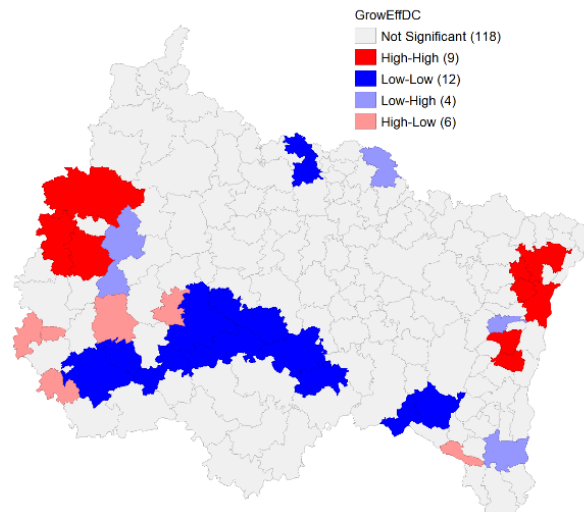 GrowEffDC
Not Significant (118)
High-High (9)
Low-Low (12)
Low-High (4)
High-Low (6)